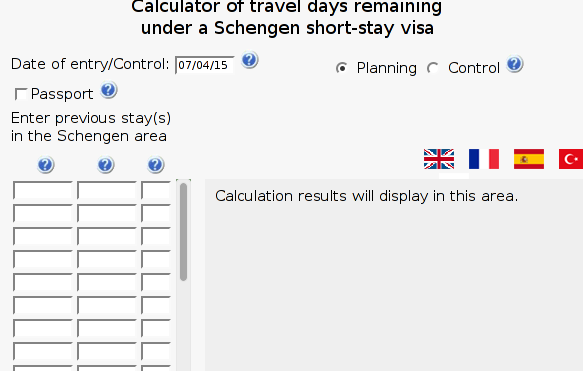 Calculator of travel days remaining
under a Schengen short-stay visa
Date of entry/Control: 07/04/15 ? Planning Control ?
Passport ?
Enter previous stay(s)
in the Schengen area
? ? ?
Calculation results will display in this area.